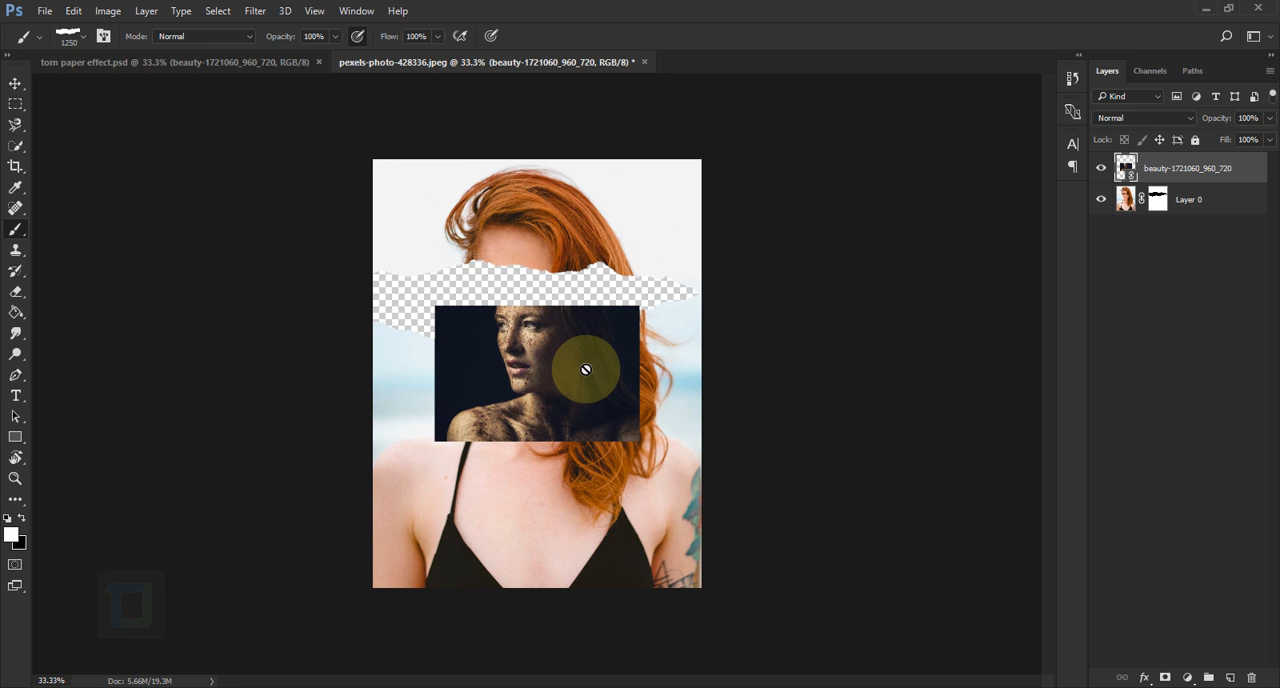 Ps File Edit Image Layer Type Select Filter 3D View Window Help
1250 Mode: Normal Opacity: 100% Flow: 100%
torn paper effect.psd @ 33.3% (beauty-1721060_960_720, RGB/8) × pexels-photo-428336.jpeg @ 33.3% (beauty-1721060_960_720, RGB/8) * ×
Layers Channels Paths
Kind
Normal Opacity: 100%
Lock: Fill: 100%
beauty-1721060_960_720
Layer 0
33.33% Doc: 5.66M/19.3M